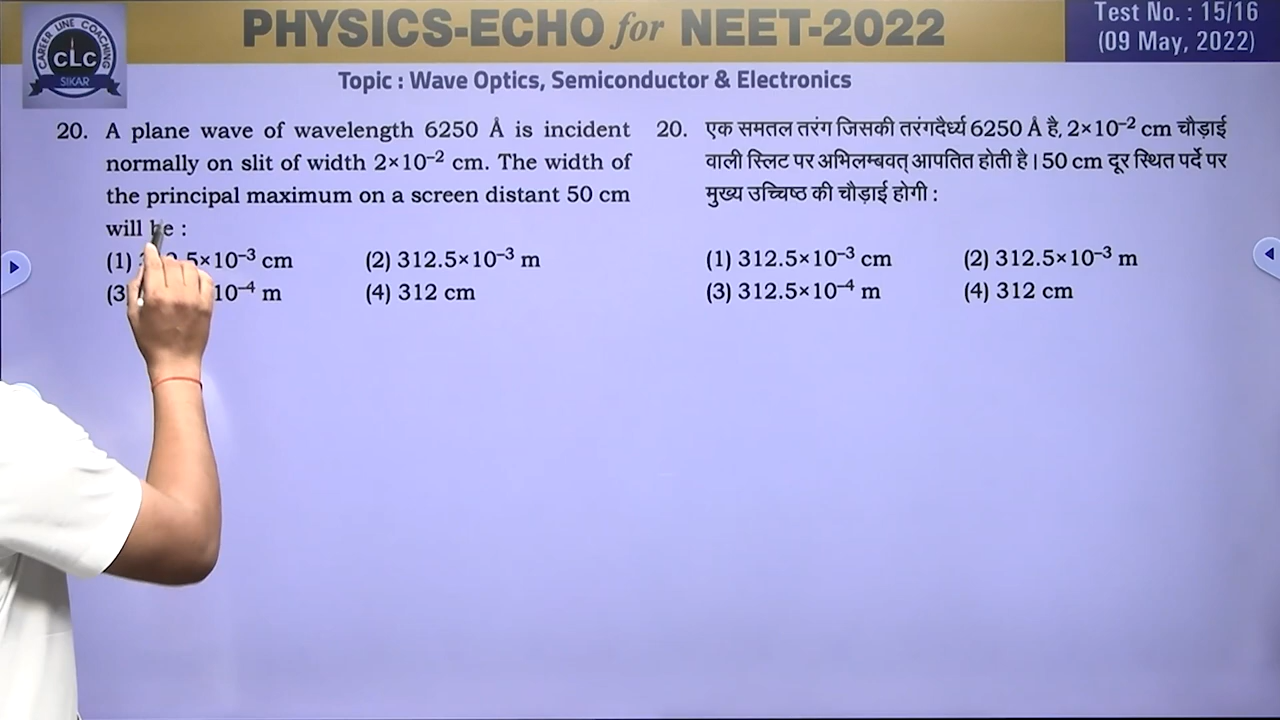 CAREER LINE COACHING
CLC
SIKAR
PHYSICS-ECHO for NEET-2022
Test No. : 15/16
(09 May, 2022)
Topic : Wave Optics, Semiconductor & Electronics
20. A plane wave of wavelength 6250 Å is incident
normally on slit of width 2×10⁻² cm. The width of
the principal maximum on a screen distant 50 cm
will be :
(1) 5×10⁻³ cm (2) 312.5×10⁻³ m
(3 10⁻⁴ m (4) 312 cm
20. एक समतल तरंग जिसकी तरंगदैर्ध्य 6250 Å है, 2×10⁻² cm चौड़ाई
वाली स्लिट पर अभिलम्बवत् आपतित होती है। 50 cm दूर स्थित पर्दे पर
मुख्य उच्चिष्ठ की चौड़ाई होगी :
(1) 312.5×10⁻³ cm (2) 312.5×10⁻³ m
(3) 312.5×10⁻⁴ m (4) 312 cm